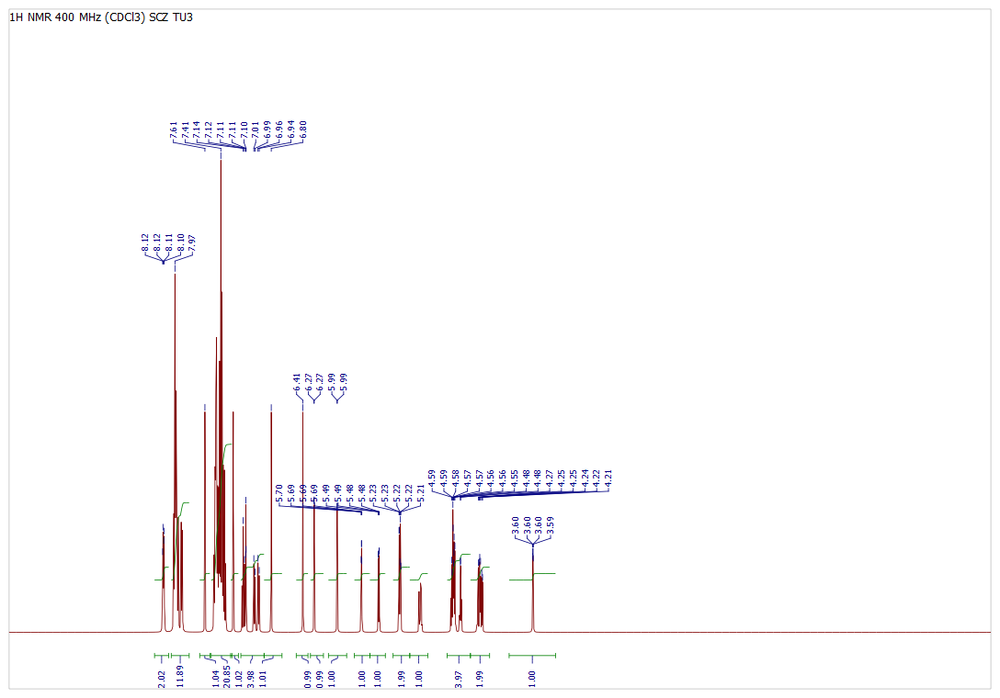 1H NMR 400 MHz (CDCl3) SCZ TU3
7.61 7.41 7.14 7.12 7.11 7.11 7.10 7.01 6.99 6.96 6.94 6.80
8.12 8.12 8.11 8.10 7.97
6.41 6.27 6.27 5.99 5.99
5.70 5.69 5.69 5.69 5.49 5.49 5.48 5.48 5.23 5.23 5.22 5.22 5.21
4.59 4.59 4.58 4.57 4.57 4.56 4.56 4.55 4.48 4.48 4.27 4.25 4.25 4.24 4.22 4.21
3.60 3.60 3.60 3.59
2.02 11.89 1.04 20.85 1.02 3.98 1.01 0.99 0.99 1.00 1.00 1.00 1.99 1.00 3.97 1.99 1.00